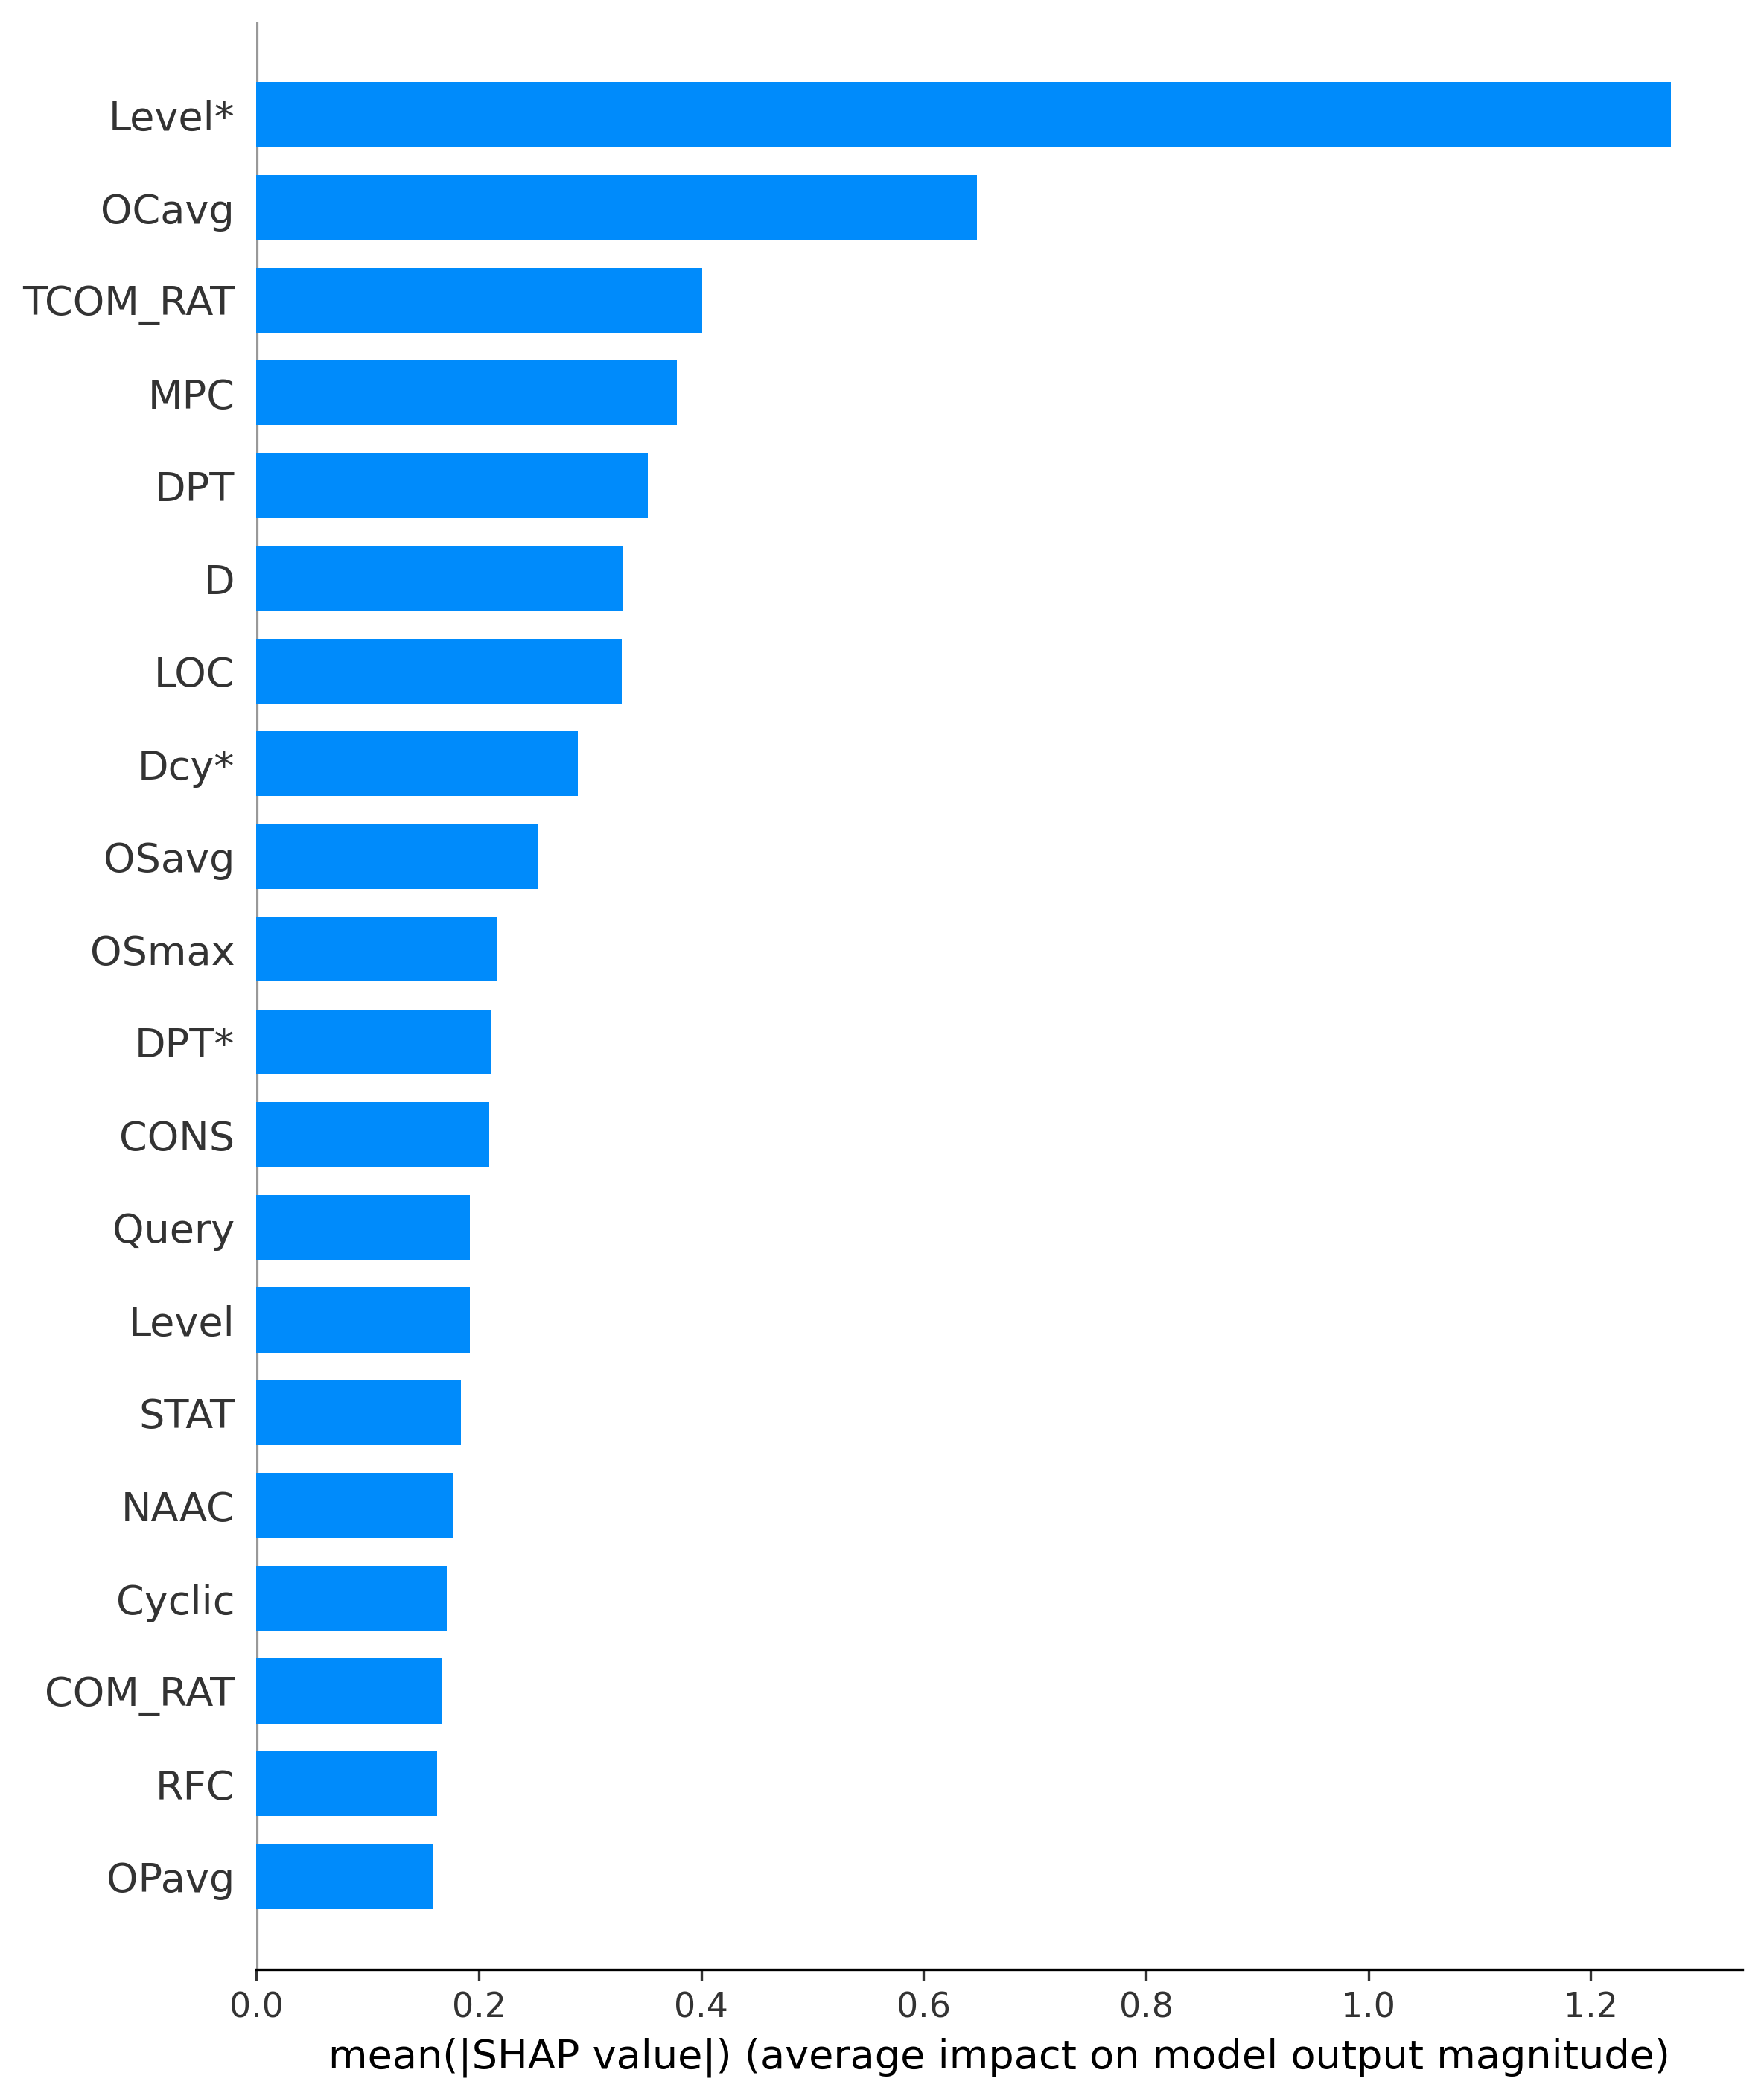 Level*
OCavg
TCOM_RAT
MPC
DPT
D
LOC
Dcy*
OSavg
OSmax
DPT*
CONS
Query
Level
STAT
NAAC
Cyclic
COM_RAT
RFC
OPavg
0.0 0.2 0.4 0.6 0.8 1.0 1.2
mean(|SHAP value|) (average impact on model output magnitude)